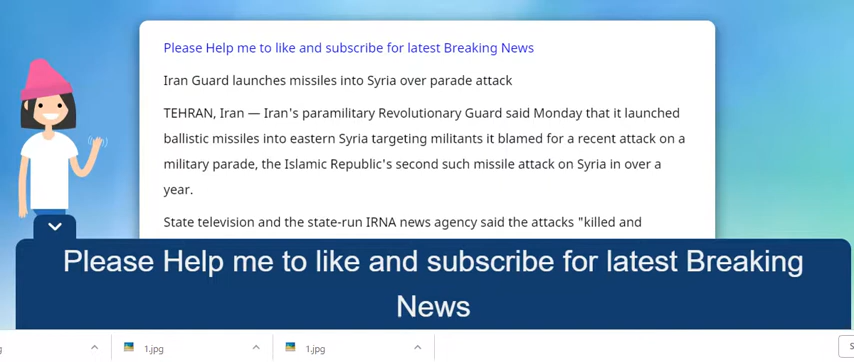 Please Help me to like and subscribe for latest Breaking News
Iran Guard launches missiles into Syria over parade attack
TEHRAN, Iran — Iran's paramilitary Revolutionary Guard said Monday that it launched
ballistic missiles into eastern Syria targeting militants it blamed for a recent attack on a
military parade, the Islamic Republic's second such missile attack on Syria in over a
year.
State television and the state-run IRNA news agency said the attacks "killed and
Please Help me to like and subscribe for latest Breaking
News
1.jpg
1.jpg